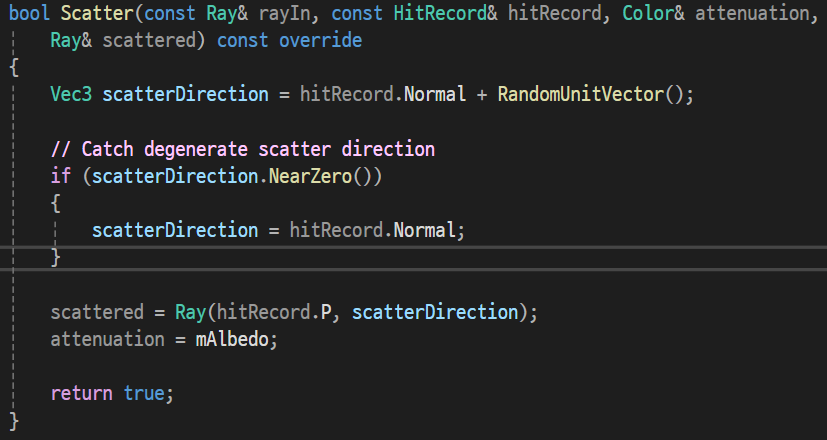 bool Scatter(const Ray& rayIn, const HitRecord& hitRecord, Color& attenuation,
    Ray& scattered) const override
{
    Vec3 scatterDirection = hitRecord.Normal + RandomUnitVector();

    // Catch degenerate scatter direction
    if (scatterDirection.NearZero())
    {
        scatterDirection = hitRecord.Normal;
    }

    scattered = Ray(hitRecord.P, scatterDirection);
    attenuation = mAlbedo;

    return true;
}